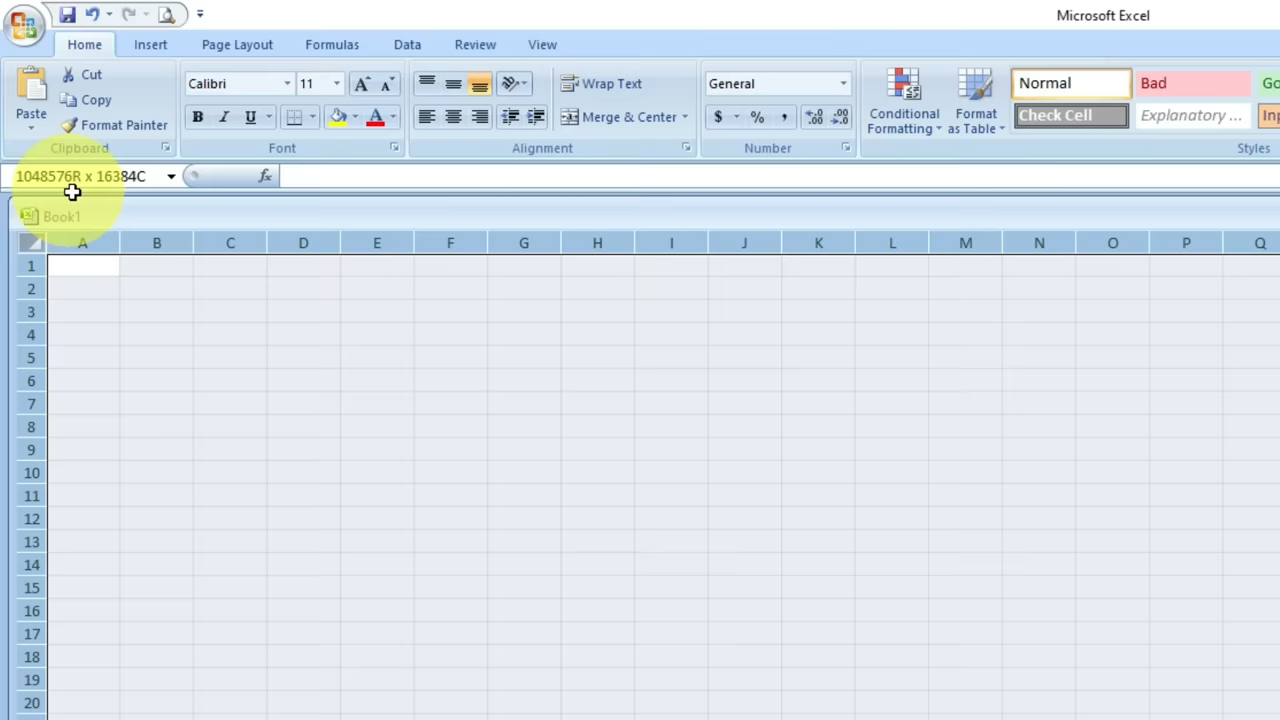 Microsoft Excel
Home Insert Page Layout Formulas Data Review View
Paste Cut Copy Format Painter
Clipboard
Calibri 11
B I U A
Font
Wrap Text
Merge & Center
Alignment
General
$ % ,
Number
Conditional Formatting
Format as Table
Normal Bad
Check Cell Explanatory ...
Styles
1048576R x 16384C fx
Book1
A B C D E F G H I J K L M N O P Q
1
2
3
4
5
6
7
8
9
10
11
12
13
14
15
16
17
18
19
20